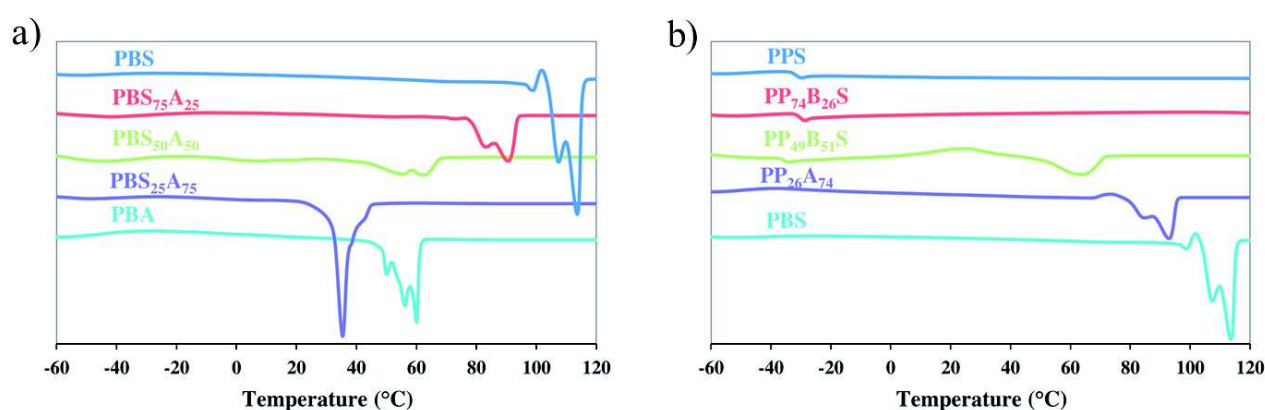 a)
PBS
PBS₇₅A₂₅
PBS₅₀A₅₀
PBS₂₅A₇₅
PBA
-60 -40 -20 0 20 40 60 80 100 120
Temperature (°C)
b)
PPS
PP₇₄B₂₆S
PP₄₉B₅₁S
PP₂₆A₇₄
PBS
-60 -40 -20 0 20 40 60 80 100 120
Temperature (°C)